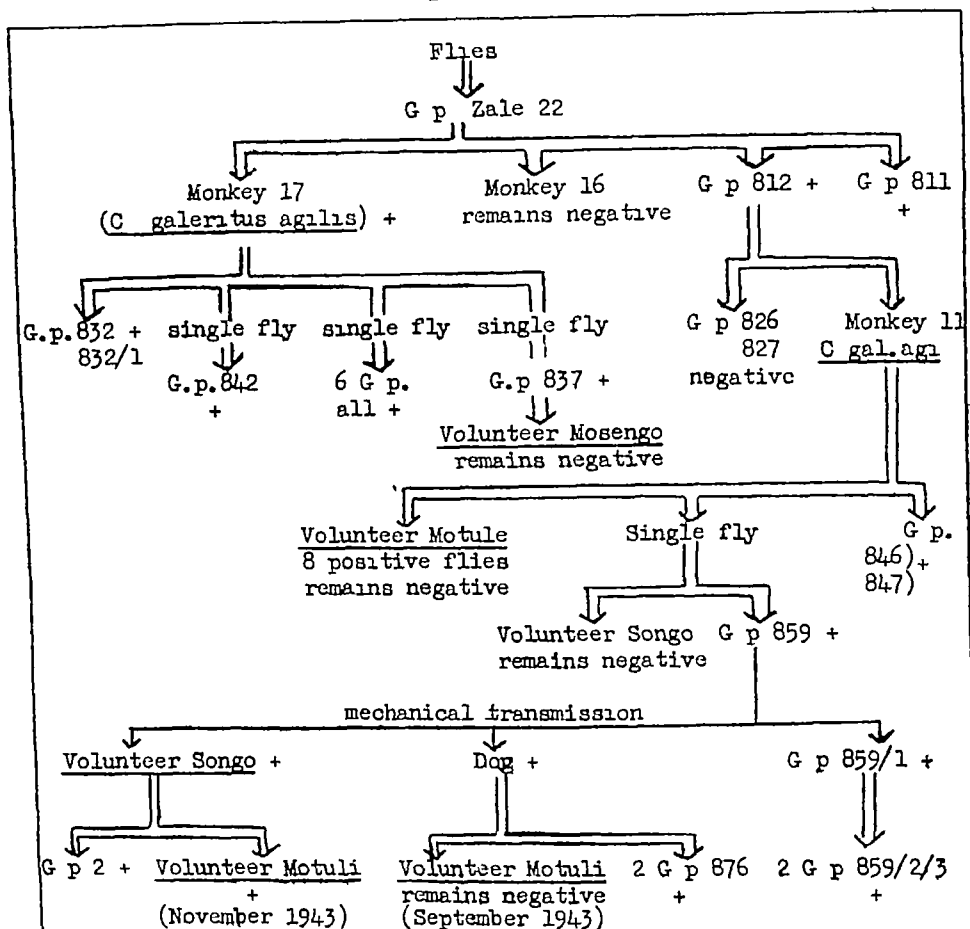 Flies
G p Zale 22
Monkey 17
(C galeritus agilis) +
Monkey 16
remains negative
G p 812 +
G p 811
+
G.p.832 +
832/1
single fly
G.p.842
+
single fly
6 G p.
all +
single fly
G.p 837 +
Volunteer Mosengo
remains negative
G p 826
827
negative
Monkey 11
C gal.agi
Volunteer Motule
8 positive flies
remains negative
Single fly
G p.
846)
+
847)
Volunteer Songo
remains negative
G p 859 +
mechanical transmission
Volunteer Songo +
Dog +
G p 859/1 +
G p 2 +
Volunteer Motuli
+
(November 1943)
Volunteer Motuli
remains negative
(September 1943)
2 G p 876
+
2 G p 859/2/3
+